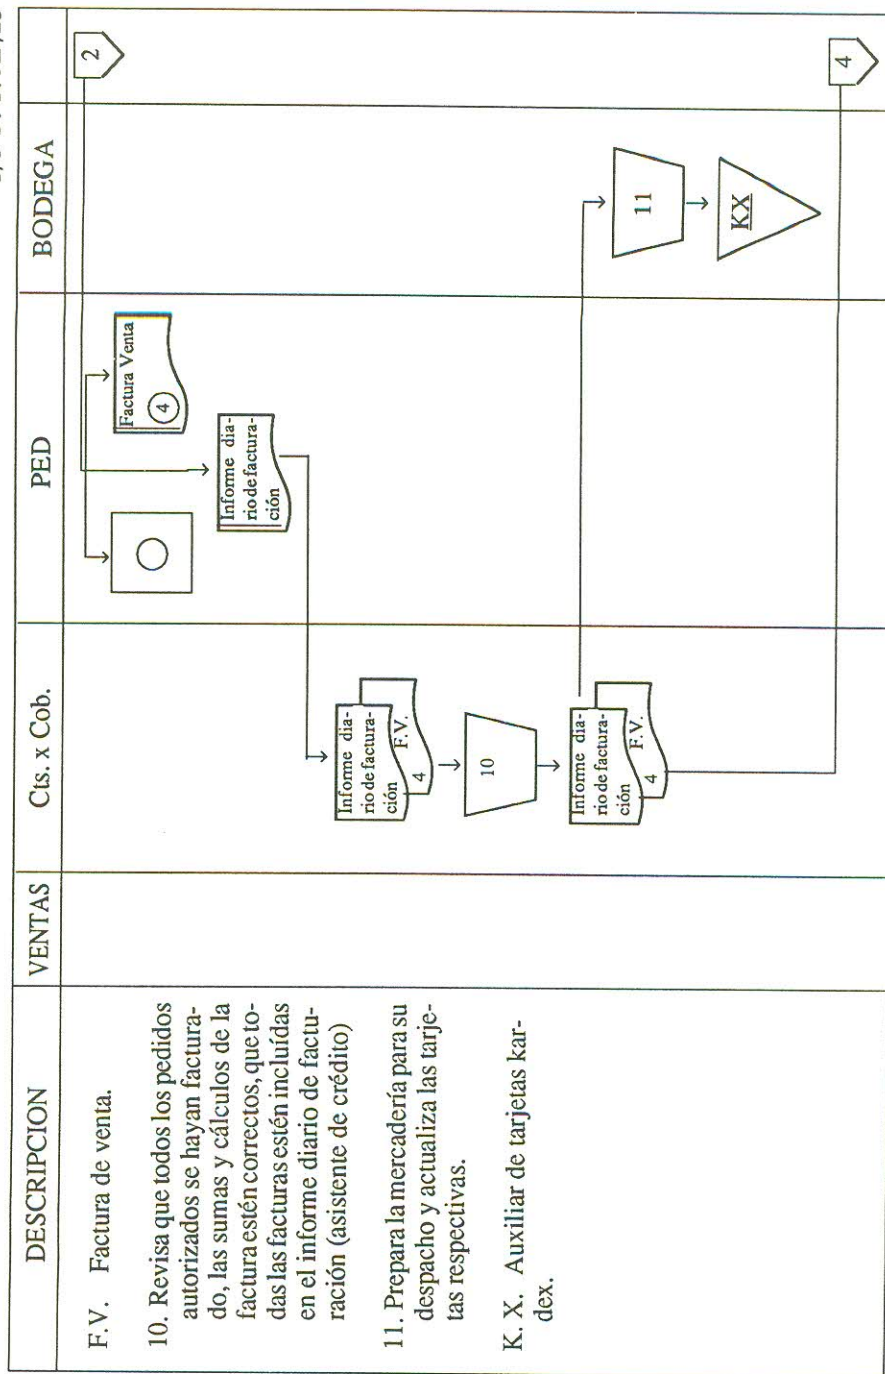 DESCRIPCION
VENTAS
Cts. x Cob.
PED
BODEGA
F.V. Factura de venta.
10. Revisa que todos los pedidos
autorizados se hayan factura-
do, las sumas y cálculos de la
factura estén correctos, que to-
das las facturas estén incluídas
en el informe diario de factu-
ración (asistente de crédito)
11. Prepara la mercadería para su
despacho y actualiza las tarje-
tas respectivas.
K. X. Auxiliar de tarjetas kar-
dex.
2
Factura Venta
4
Informe dia-
rio de factura-
ción
Informe dia-
rio de factura-
ción
F.V.
4
10
Informe dia-
rio de factura-
ción
F.V.
4
11
KX
4